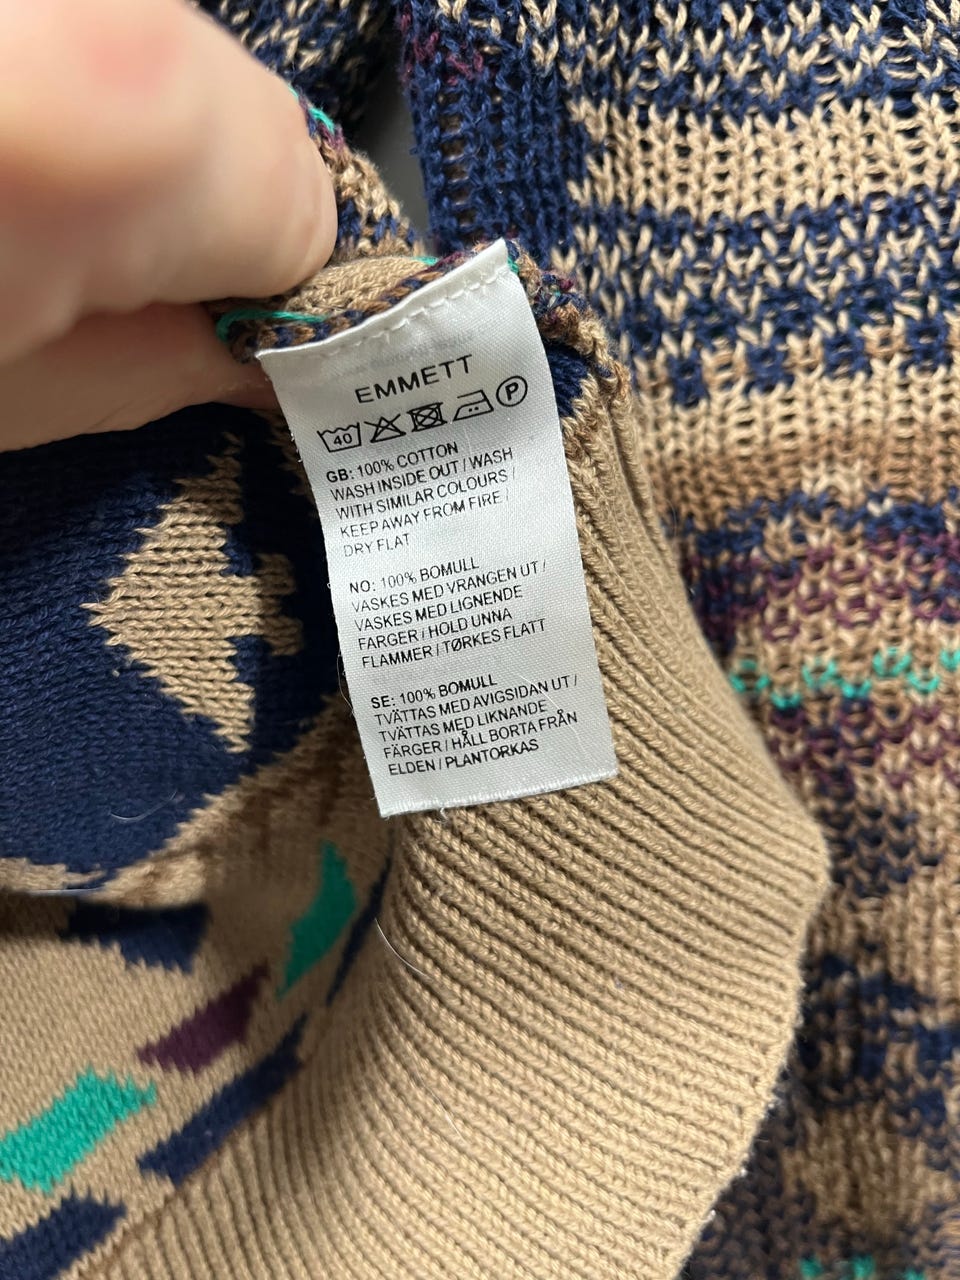 EMMETT
40 P
GB: 100% COTTON
WASH INSIDE OUT / WASH
WITH SIMILAR COLOURS /
KEEP AWAY FROM FIRE /
DRY FLAT
NO: 100% BOMULL
VASKES MED VRANGEN UT /
VASKES MED LIGNENDE
FARGER / HOLD UNNA
FLAMMER / TØRKES FLATT
SE: 100% BOMULL
TVÄTTAS MED AVIGSIDAN UT /
TVÄTTAS MED LIKNANDE
FÄRGER / HÅLL BORTA FRÅN
ELDEN / PLANTORKAS